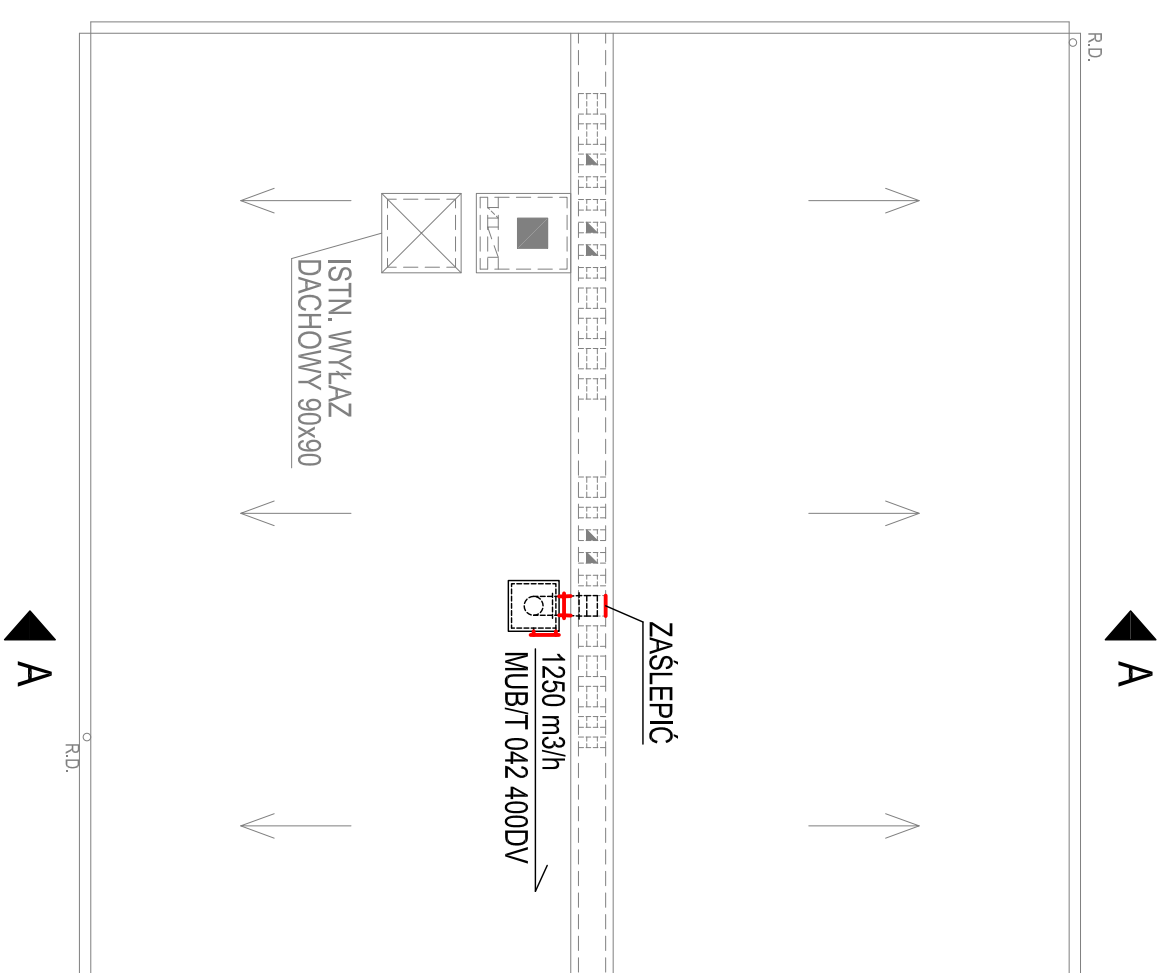 R.D.
ISTN. WYŁAZ
DACHOWY 90x90
ZAŚLEPIĆ
1250 m3/h
MUB/T 042 400DV
A
A
R.D.